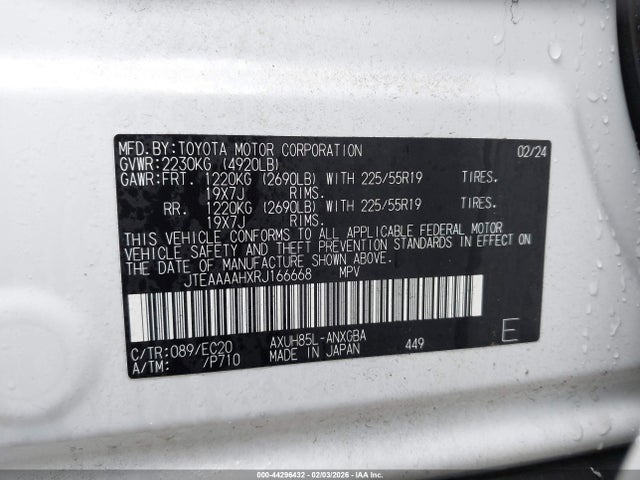 MFD.BY:TOYOTA MOTOR CORPORATION 02/24
GVWR:2230KG (4920LB)
GAWR:FRT. 1220KG (2690LB) WITH 225/55R19 TIRES.
19X7J RIMS.
RR. 1220KG (2690LB) WITH 225/55R19 TIRES.
19X7J RIMS.
THIS VEHICLE CONFORMS TO ALL APPLICABLE FEDERAL MOTOR
VEHICLE SAFETY AND THEFT PREVENTION STANDARDS IN EFFECT ON
THE DATE OF MANUFACTURE SHOWN ABOVE.
JTEAAAAHXRJ166668 MPV
C/TR:089/EC20 AXUH85L-ANXGBA
A/TM: /P710 MADE IN JAPAN 449 E
000-44296432 - 02/03/2026 - IAAI.CA